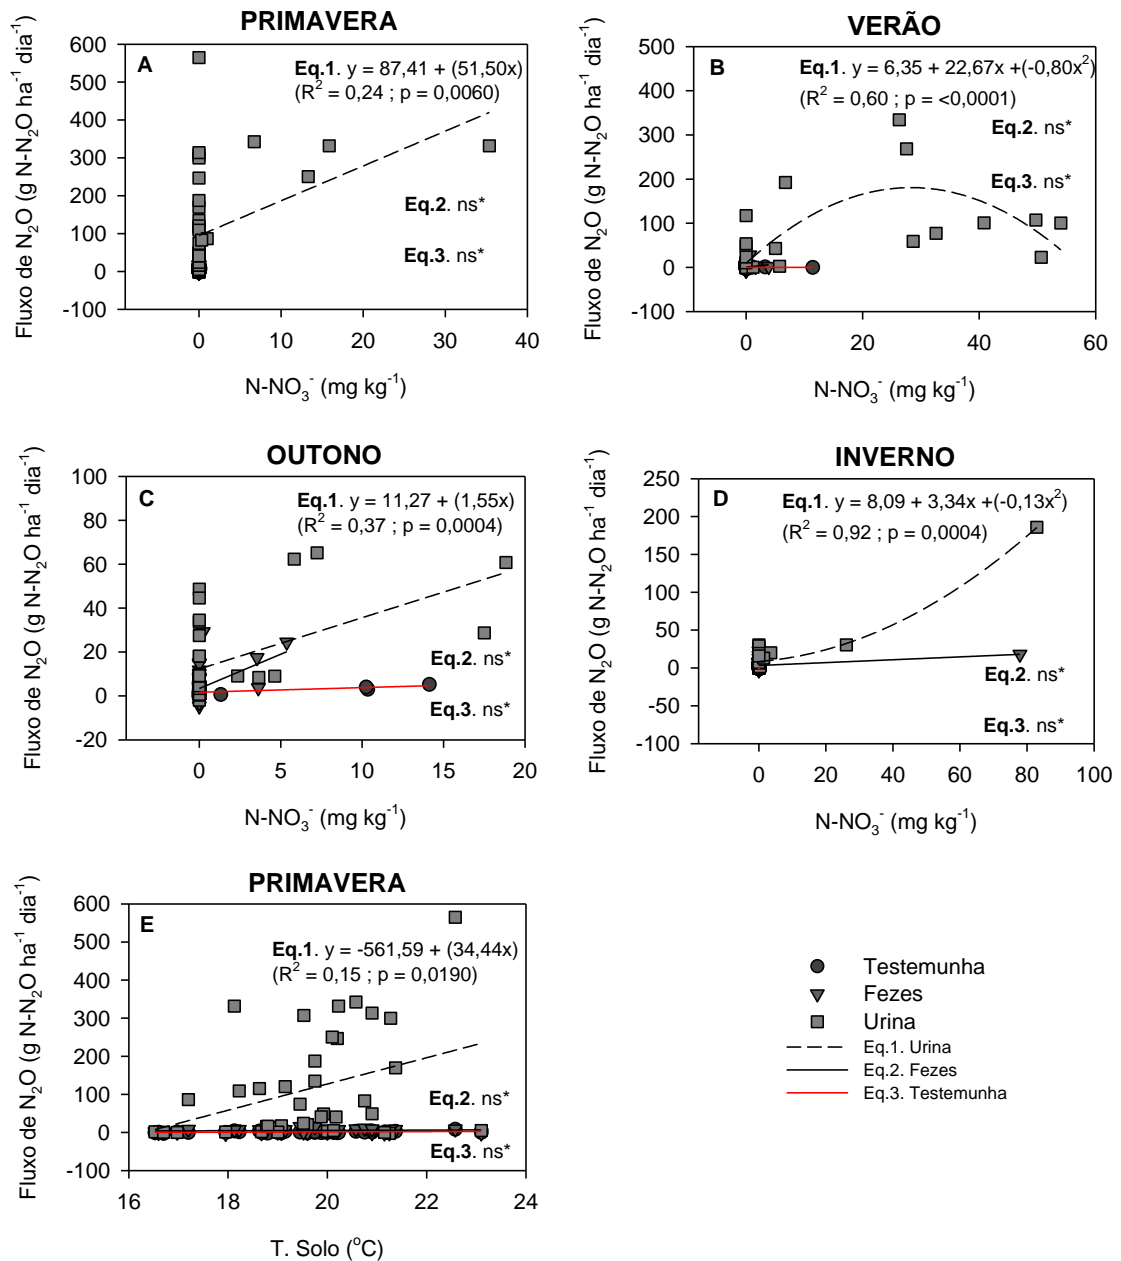 PRIMAVERA
A
Eq.1. y = 87,41 + (51,50x)
(R² = 0,24 ; p = 0,0060)
Eq.2. ns*
Eq.3. ns*
600
500
400
300
200
100
0
-100
0 10 20 30 40
Fluxo de N₂O (g N-N₂O ha⁻¹ dia⁻¹)
N-NO₃⁻ (mg kg⁻¹)
VERÃO
B
Eq.1. y = 6,35 + 22,67x +(-0,80x²)
(R² = 0,60 ; p = <0,0001)
Eq.2. ns*
Eq.3. ns*
500
400
300
200
100
0
-100
0 20 40 60
Fluxo de N₂O (g N-N₂O ha⁻¹ dia⁻¹)
N-NO₃⁻ (mg kg⁻¹)
OUTONO
C
Eq.1. y = 11,27 + (1,55x)
(R² = 0,37 ; p = 0,0004)
Eq.2. ns*
Eq.3. ns*
100
80
60
40
20
0
-20
0 5 10 15 20
Fluxo de N₂O (g N-N₂O ha⁻¹ dia⁻¹)
N-NO₃⁻ (mg kg⁻¹)
INVERNO
D
Eq.1. y = 8,09 + 3,34x +(-0,13x²)
(R² = 0,92 ; p = 0,0004)
Eq.2. ns*
Eq.3. ns*
250
200
150
100
50
0
-50
-100
0 20 40 60 80 100
Fluxo de N₂O (g N-N₂O ha⁻¹ dia⁻¹)
N-NO₃⁻ (mg kg⁻¹)
PRIMAVERA
E
Eq.1. y = -561,59 + (34,44x)
(R² = 0,15 ; p = 0,0190)
Eq.2. ns*
Eq.3. ns*
600
500
400
300
200
100
0
-100
16 18 20 22 24
Fluxo de N₂O (g N-N₂O ha⁻¹ dia⁻¹)
T. Solo (°C)
Testemunha
Fezes
Urina
Eq.1. Urina
Eq.2. Fezes
Eq.3. Testemunha